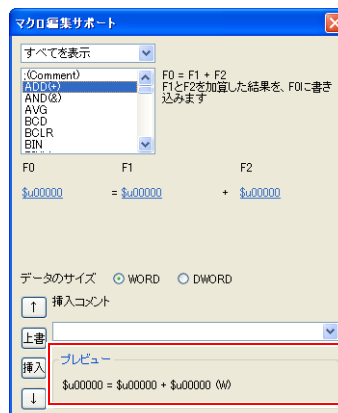 マクロ編集サポート
すべてを表示
;(Comment)
ADD(+)
AND(&)
AVG
BCD
BCLR
BIN
F0 = F1 + F2
F1とF2を加算した結果を、F0に書き
込みます
F0 F1 F2
$u00000 = $u00000 + $u00000
データのサイズ WORD DWORD
↑ 挿入コメント
上書
挿入
プレビュー
$u00000 = $u00000 + $u00000 (W)
↓